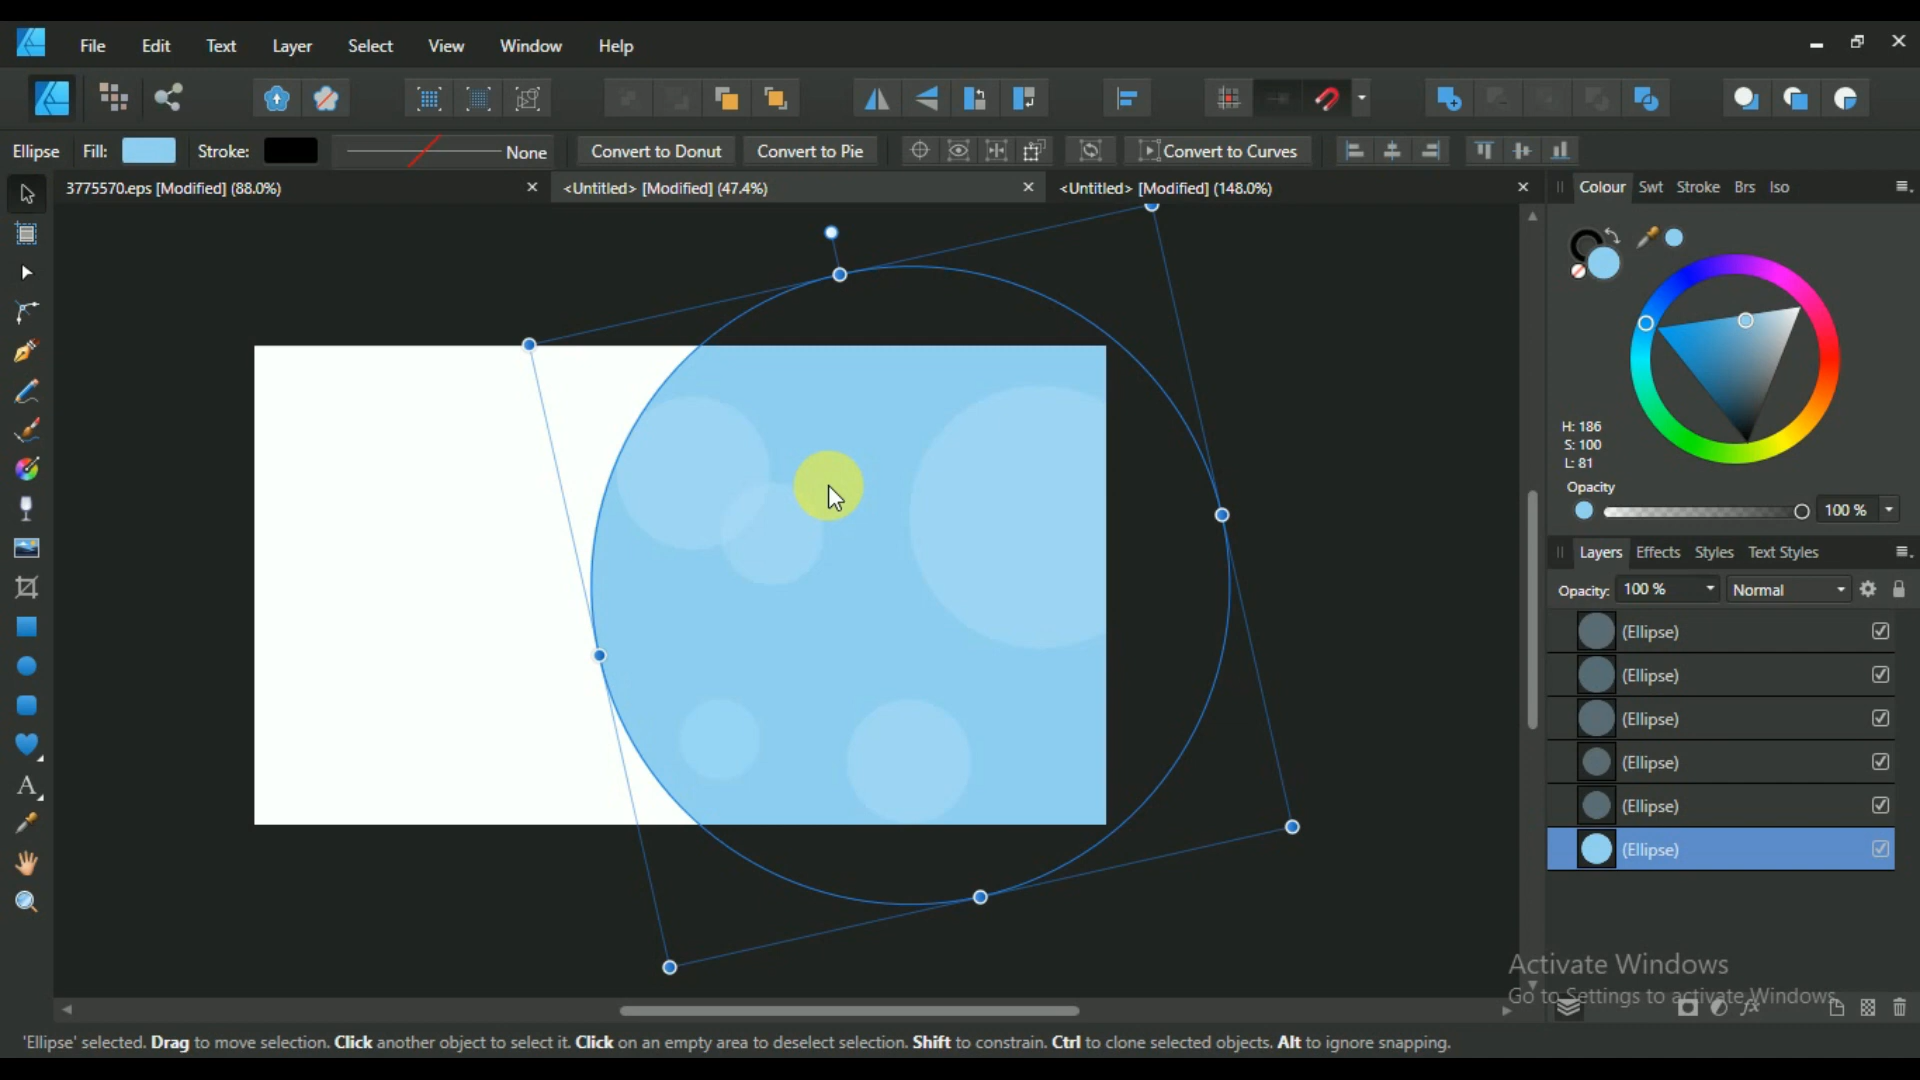 File Edit Text Layer Select View Window Help
Ellipse Fill: Stroke: None Convert to Donut Convert to Pie Convert to Curves
3775570.eps [Modified] (88.0%) <Untitled> [Modified] (47.4%) <Untitled> [Modified] (148.0%)
Colour Swt Stroke Brs Iso
H: 186
S: 100
L: 81
Opacity
100 %
Layers Effects Styles Text Styles
Opacity: 100 % Normal
(Ellipse)
(Ellipse)
(Ellipse)
(Ellipse)
(Ellipse)
(Ellipse)
Activate Windows
Go to Settings to activate Windows.
'Ellipse' selected. Drag to move selection. Click another object to select it. Click on an empty area to deselect selection. Shift to constrain. Ctrl to clone selected objects. Alt to ignore snapping.